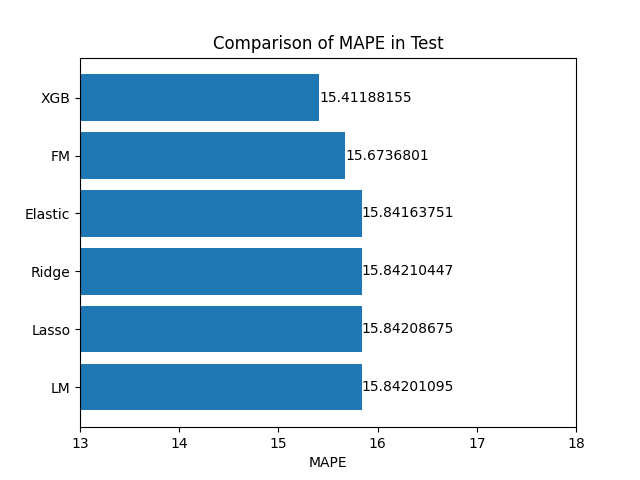 Comparison of MAPE in Test
XGB 15.41188155
FM 15.6736801
Elastic 15.84163751
Ridge 15.84210447
Lasso 15.84208675
LM 15.84201095
13 14 15 16 17 18
MAPE